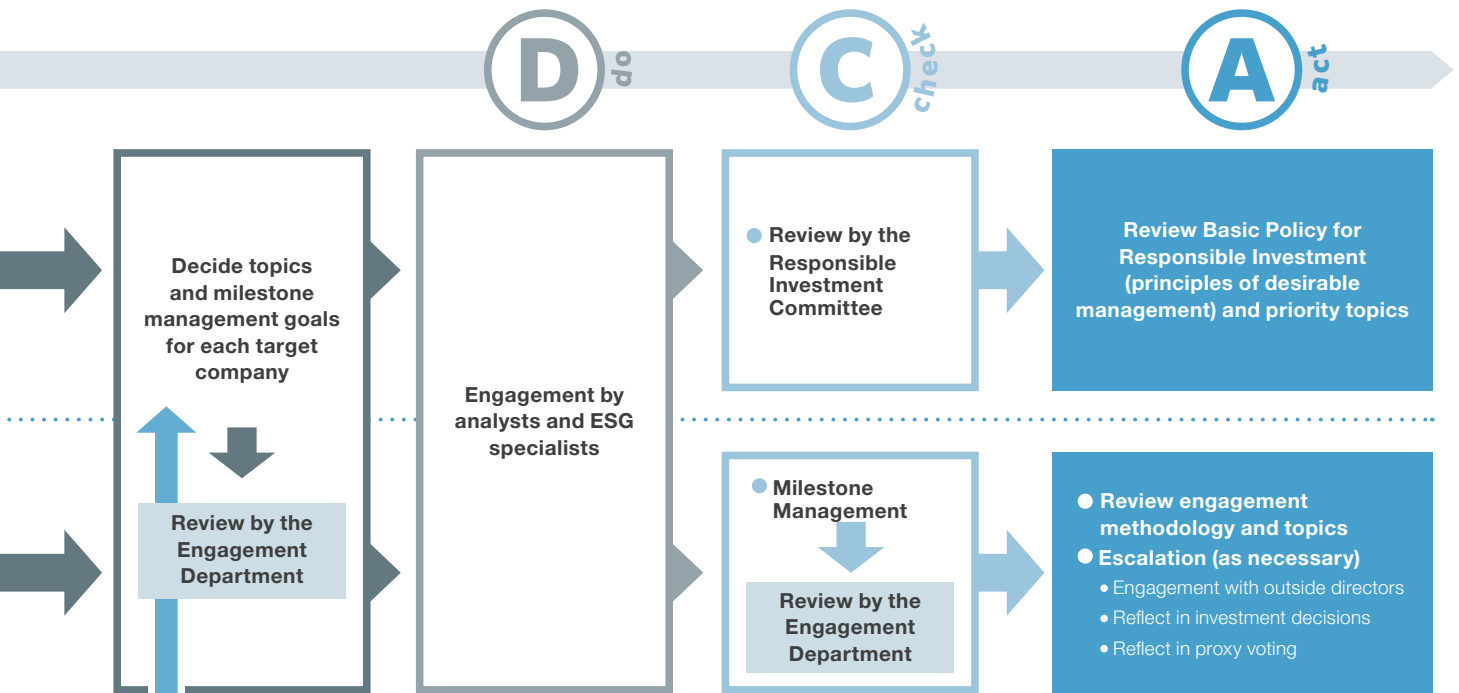 D
do
C
check
A
act
Decide topics
and milestone
management goals
for each target
company
Review by the
Engagement
Department
Engagement by
analysts and ESG
specialists
Review by the
Responsible
Investment
Committee
Milestone
Management
Review by the
Engagement
Department
Review Basic Policy for
Responsible Investment
(principles of desirable
management) and priority topics
Review engagement
methodology and topics
Escalation (as necessary)
Engagement with outside directors
Reflect in investment decisions
Reflect in proxy voting